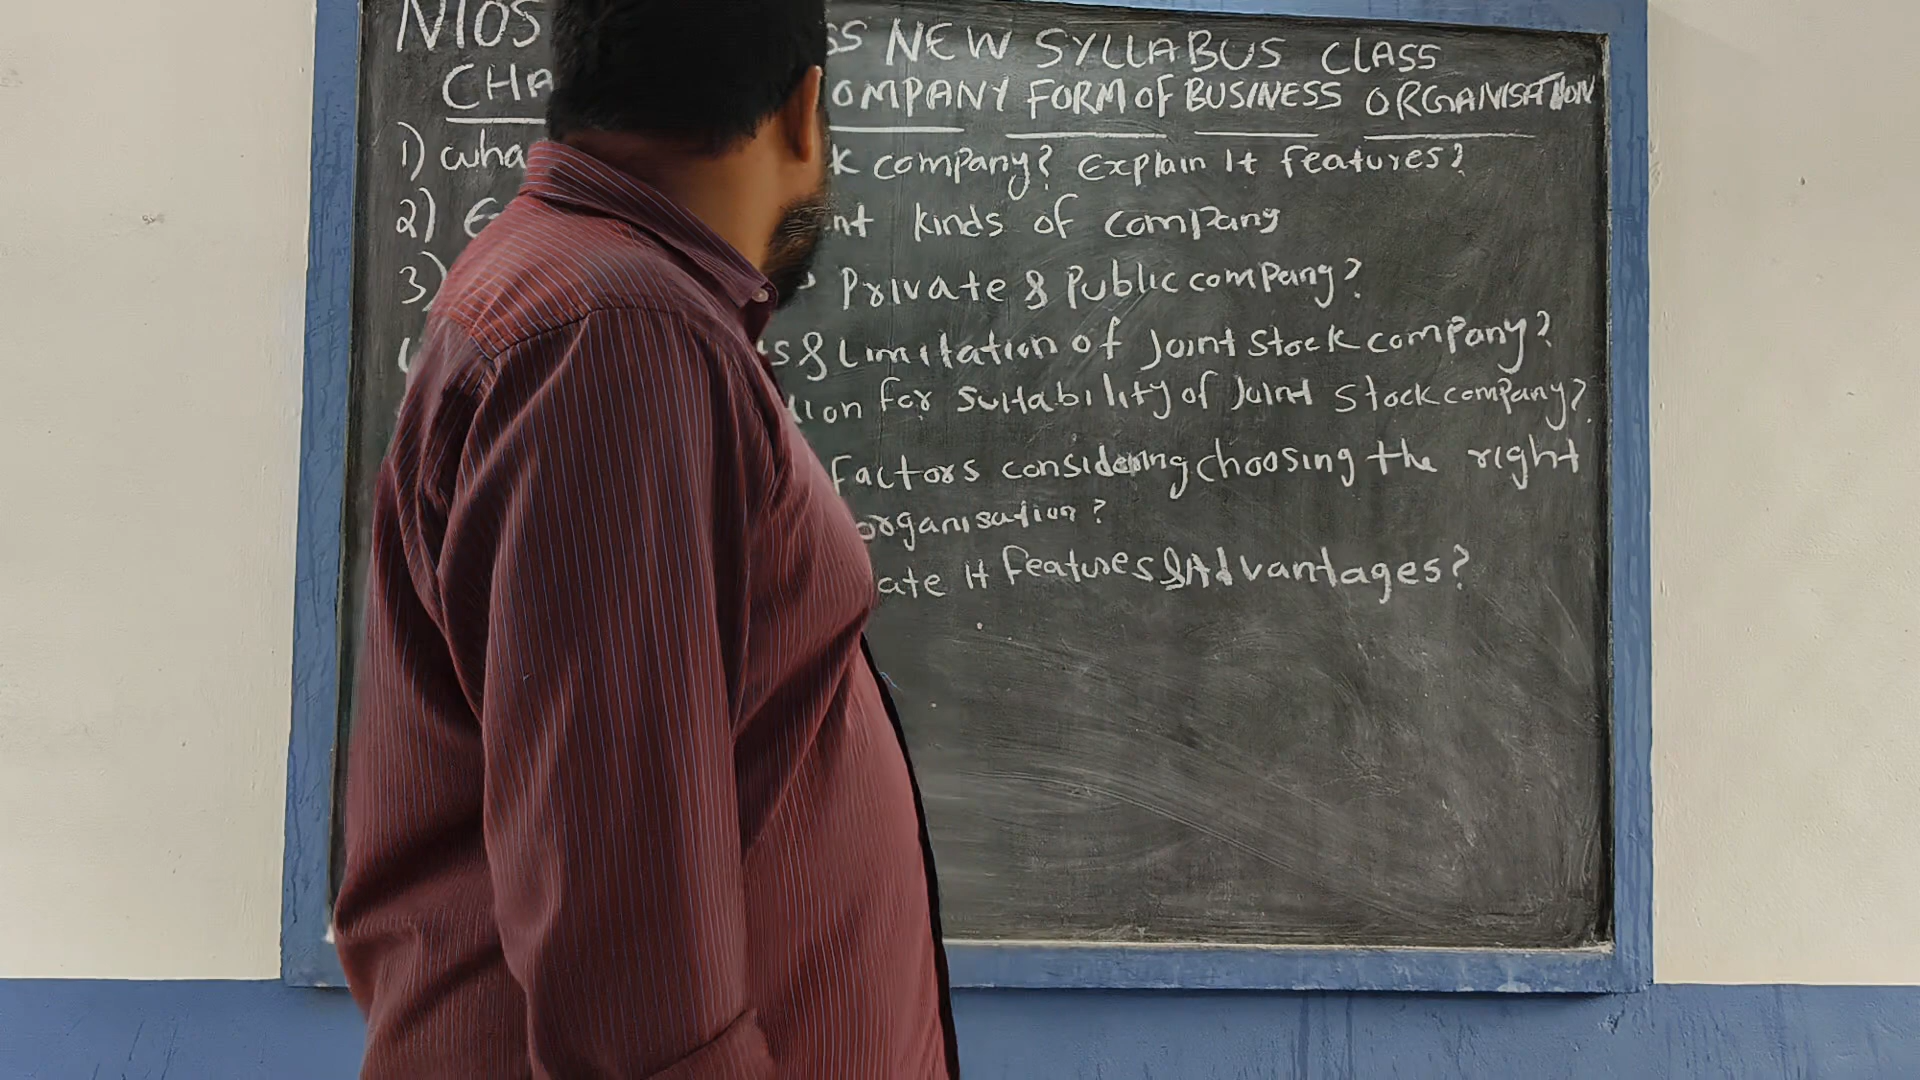 NIOS SS NEW SYLLABUS CLASS
CHA OMPANY FORM OF BUSINESS ORGANISATION
1) wha k company? Explain It features?
2) E nt kinds of company
3) Private & Public company?
s & Limitation of Joint Stock company?
tion for suitability of Joint Stock company?
Factors considering choosing the right
organisation?
ate It features & Advantages?